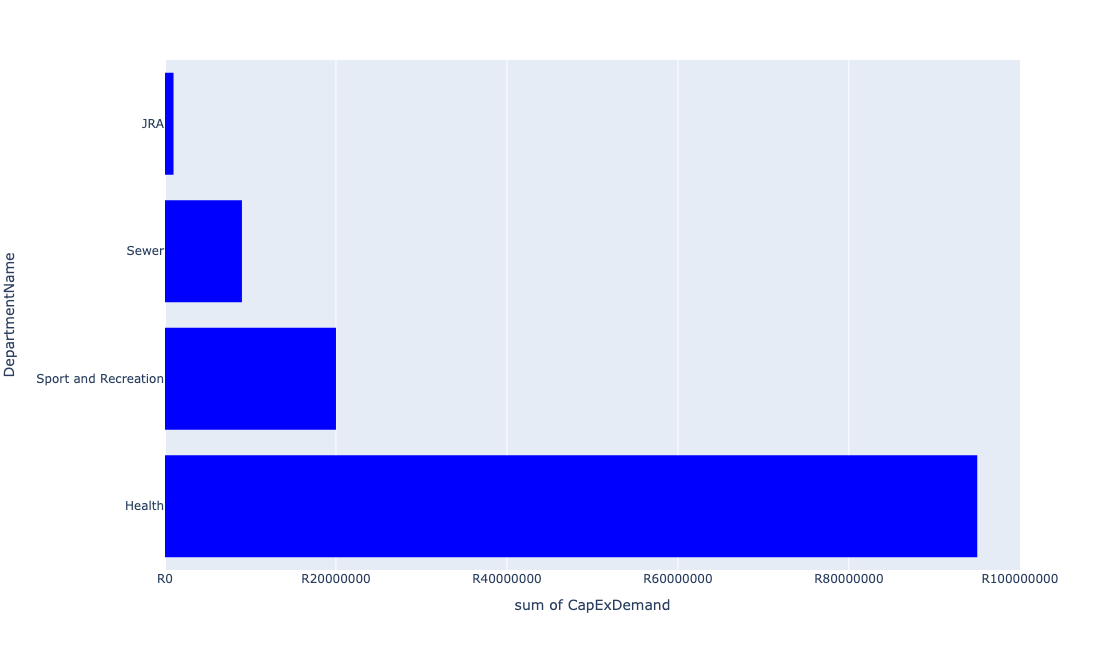 JRA
Sewer
Sport and Recreation
Health
DepartmentName
R0
R20000000
R40000000
R60000000
R80000000
R100000000
sum of CapExDemand